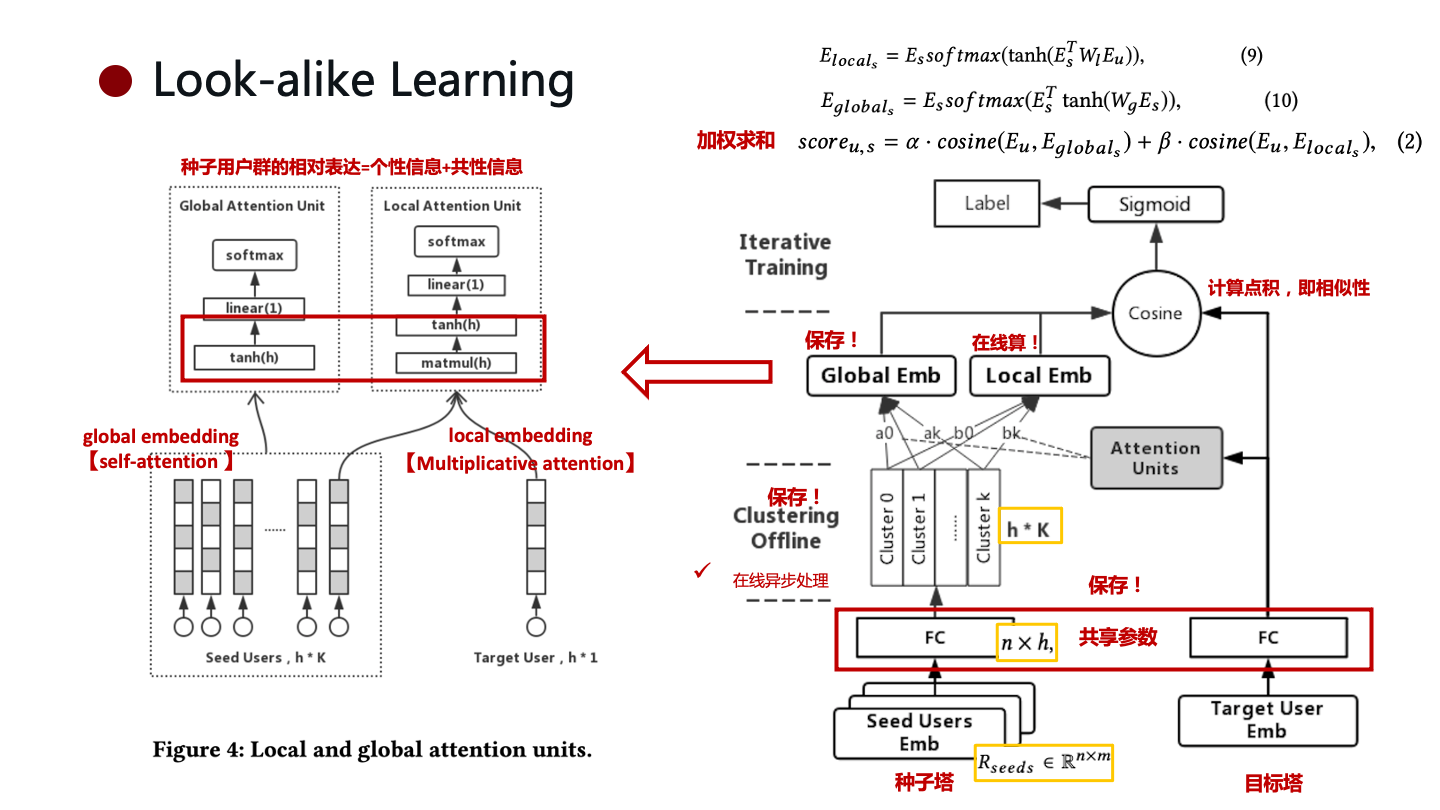 Look-alike Learning
E_{local_s} = E_s softmax(tanh(E_s^T W_l E_u)), (9)
E_{global_s} = E_s softmax(E_s^T tanh(W_g E_s)), (10)
加权求和 score_{u,s} = α · cosine(E_u, E_{global_s}) + β · cosine(E_u, E_{local_s}), (2)
种子用户群的相对表达=个性信息+共性信息
Global Attention Unit
softmax
linear(1)
tanh(h)
Local Attention Unit
softmax
linear(1)
tanh(h)
matmul(h)
global embedding
【self-attention 】
local embedding
【Multiplicative attention】
......
Seed Users , h * K
Target User , h * 1
Figure 4: Local and global attention units.
Label
Sigmoid
Iterative
Training
Cosine
计算点积，即相似性
保存！
在线算！
Global Emb
Local Emb
a0
ak
b0
bk
Attention
Units
保存！
Clustering
Offline
✓ 在线异步处理
Cluster 0
Cluster 1
......
Cluster k
h * K
保存！
FC
n × h,
共享参数
FC
Seed Users
Emb
R_{seeds} ∈ ℝ^{n×m}
Target User
Emb
种子塔
目标塔